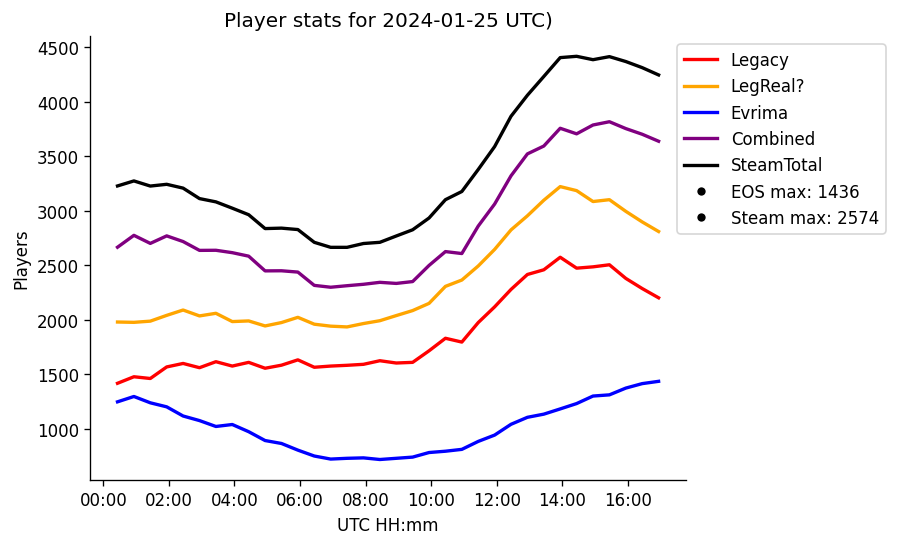 Player stats for 2024-01-25 UTC)
4500
4000
3500
3000
2500
2000
1500
1000
Players
00:00 02:00 04:00 06:00 08:00 10:00 12:00 14:00 16:00
UTC HH:mm
Legacy
LegReal?
Evrima
Combined
SteamTotal
EOS max: 1436
Steam max: 2574